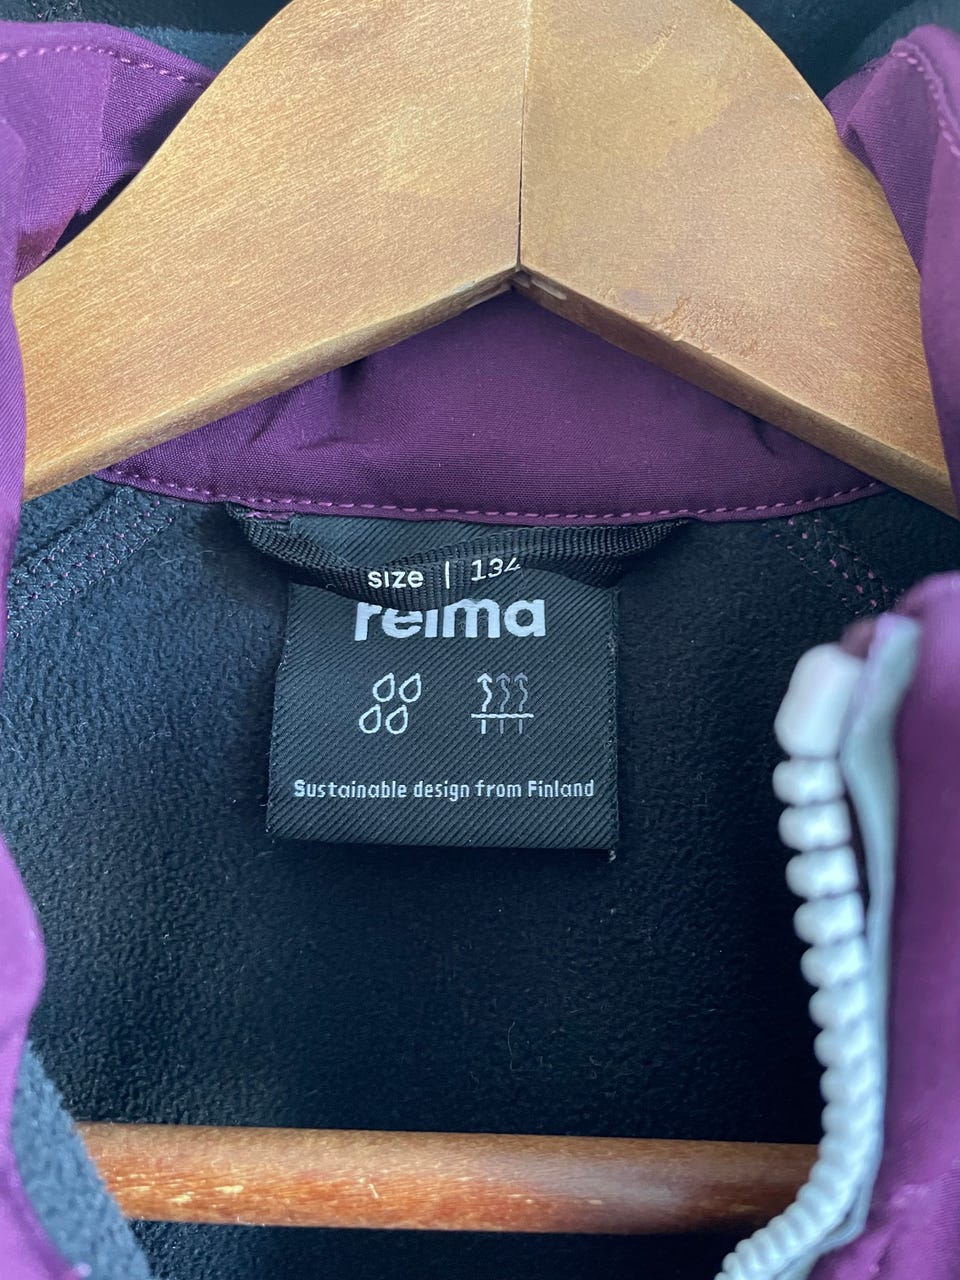 size | 134
reima
Sustainable design from Finland